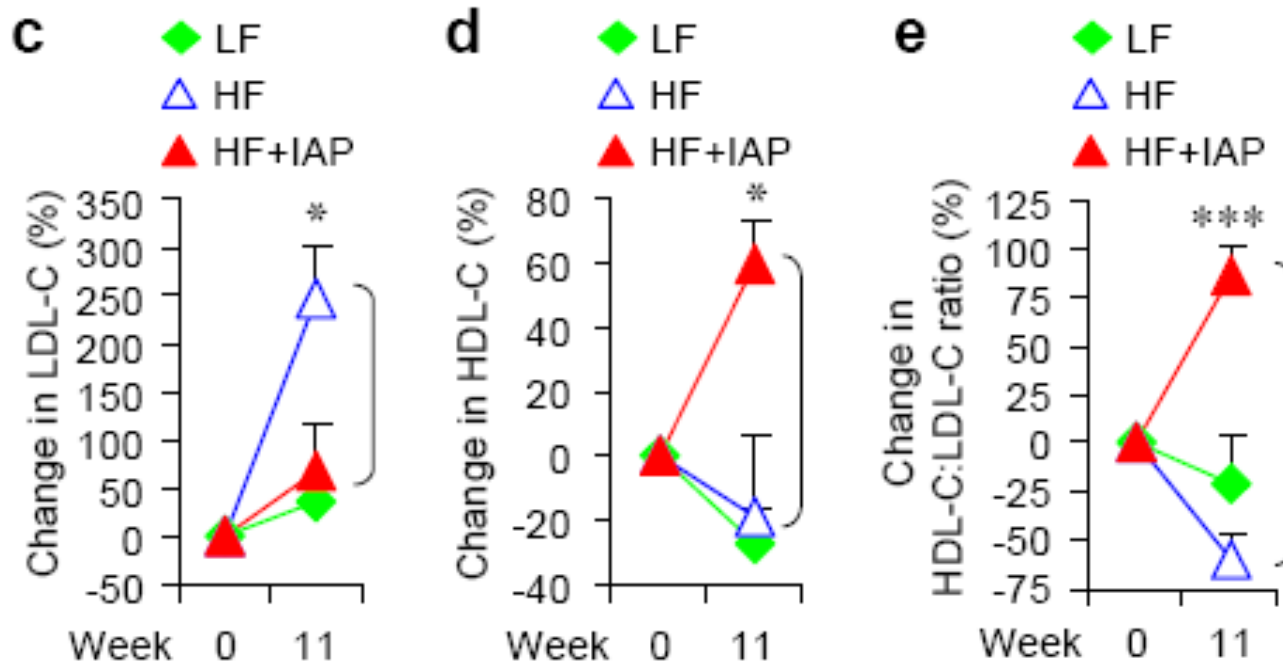 c
LF
HF
HF+IAP
Change in LDL-C (%)
350
300
250
200
150
100
50
0
-50
*
Week 0 11
d
LF
HF
HF+IAP
Change in HDL-C (%)
80
60
40
20
0
-20
-40
*
0 11
e
LF
HF
HF+IAP
Change in
HDL-C:LDL-C ratio (%)
125
100
75
50
25
0
-25
-50
-75
***
Week 0 11